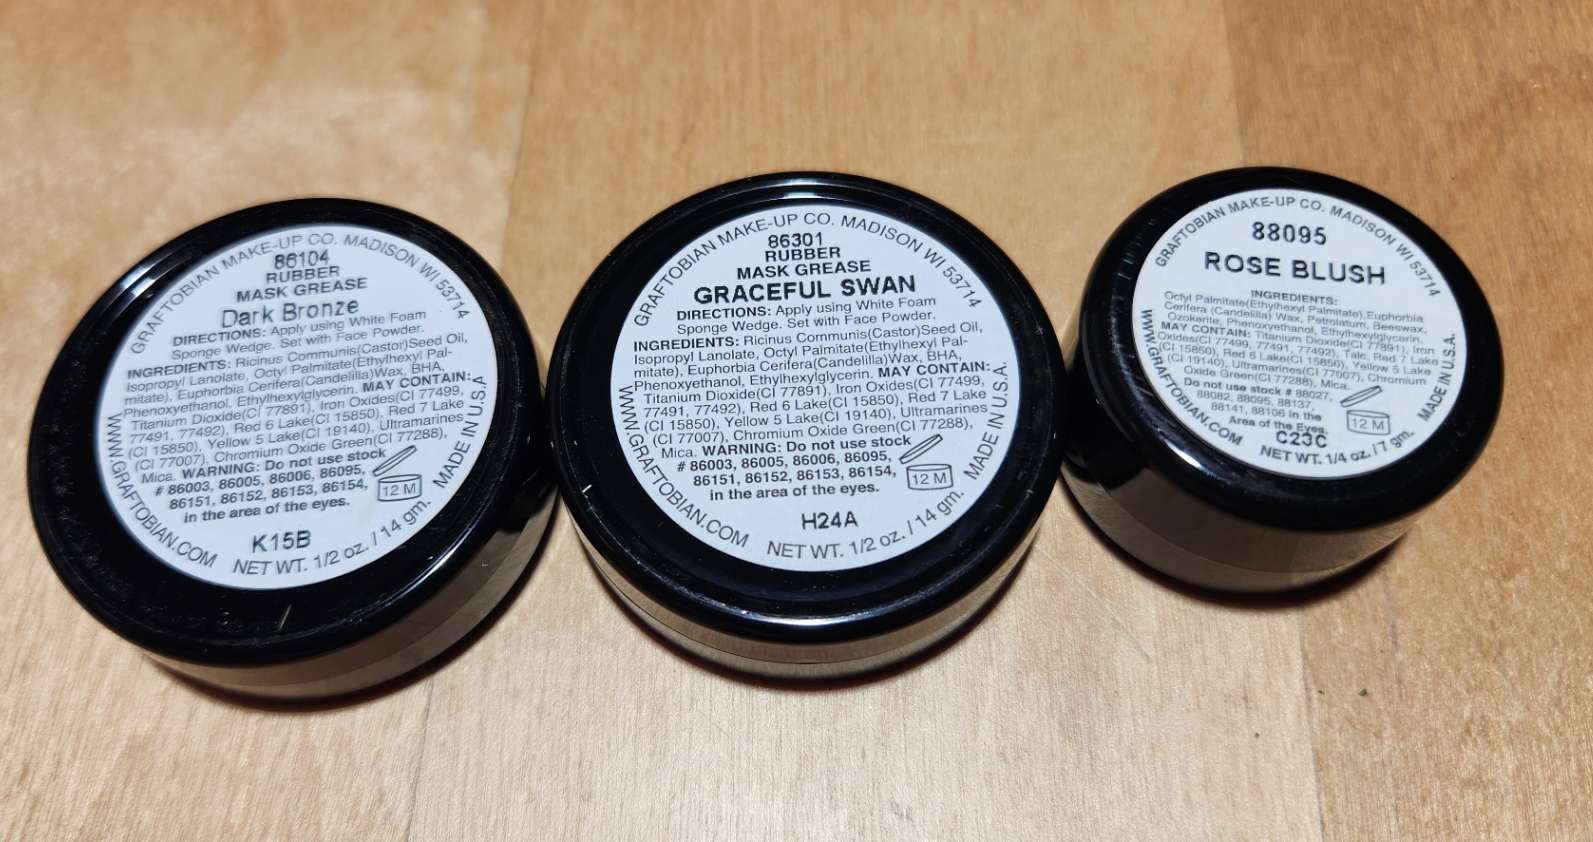 GRAFTOBIAN MAKE-UP CO. MADISON WI 53714
86104
RUBBER
MASK GREASE
Dark Bronze
DIRECTIONS: Apply using White Foam
Sponge Wedge. Set with Face Powder.
INGREDIENTS: Ricinus Communis(Castor)Seed Oil,
Isopropyl Lanolate, Octyl Palmitate(Ethylhexyl Pal-
mitate), Euphorbia Cerifera(Candelilla)Wax, BHA,
Phenoxyethanol, Ethylhexylglycerin. MAY CONTAIN:
Titanium Dioxide(CI 77891), Iron Oxides(CI 77499,
77491, 77492), Red 6 Lake(CI 15850), Red 7 Lake
(CI 15850), Yellow 5 Lake(CI 19140), Ultramarines
(CI 77007), Chromium Oxide Green(CI 77288),
Mica. WARNING: Do not use stock
# 86003, 86005, 86006, 86095,
86151, 86152, 86153, 86154,
in the area of the eyes.
12 M
K15B
WWW.GRAFTOBIAN.COM
NET WT. 1/2 oz. / 14 gm.
MADE IN U.S.A
GRAFTOBIAN MAKE-UP CO. MADISON WI 53714
86301
RUBBER
MASK GREASE
GRACEFUL SWAN
DIRECTIONS: Apply using White Foam
Sponge Wedge. Set with Face Powder.
INGREDIENTS: Ricinus Communis(Castor)Seed Oil,
Isopropyl Lanolate, Octyl Palmitate(Ethylhexyl Pal-
mitate), Euphorbia Cerifera(Candelilla)Wax, BHA,
Phenoxyethanol, Ethylhexylglycerin. MAY CONTAIN:
Titanium Dioxide(CI 77891), Iron Oxides(CI 77499,
77491, 77492), Red 6 Lake(CI 15850), Red 7 Lake
(CI 15850), Yellow 5 Lake(CI 19140), Ultramarines
(CI 77007), Chromium Oxide Green(CI 77288),
Mica. WARNING: Do not use stock
# 86003, 86005, 86006, 86095,
86151, 86152, 86153, 86154,
in the area of the eyes.
12 M
H24A
WWW.GRAFTOBIAN.COM
NET WT. 1/2 oz. / 14 gm.
MADE IN U.S.A.
GRAFTOBIAN MAKE-UP CO. MADISON WI 53714
88095
ROSE BLUSH
INGREDIENTS:
Octyl Palmitate(Ethylhexyl Palmitate),Euphorbia
Cerifera (Candelilla) Wax, Petrolatum, Beeswax,
Ozokerite, Phenoxyethanol, Ethylhexylglycerin.
MAY CONTAIN: Titanium Dioxide(CI 77891), Iron
Oxides(CI 77499, 77491, 77492), Talc, Red 7 Lake
(CI 15850), Red 6 Lake(CI 15850), Yellow 5 Lake
(CI 19140), Ultramarines(CI 77007), Chromium
Oxide Green(CI 77288), Mica.
Do not use stock # 88027,
88082, 88095, 88137,
88141, 88106 in the
Area of the Eyes.
12 M
C23C
WWW.GRAFTOBIAN.COM
NET WT. 1/4 oz. / 7 gm.
MADE IN U.S.A.